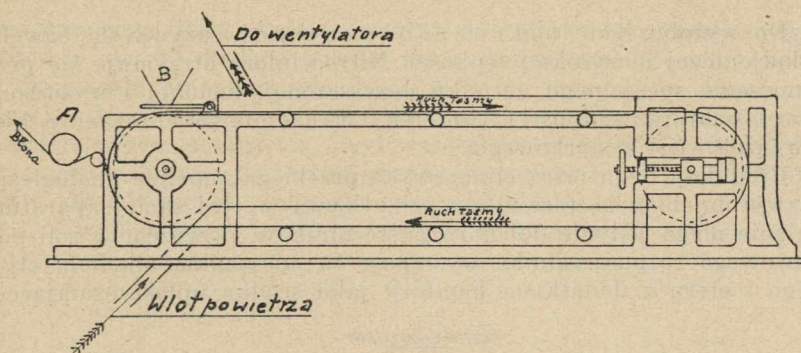 Do wentylatora
B
Ruch Taśmy
A
Błona
Ruch Taśmy
Wlot powietrza